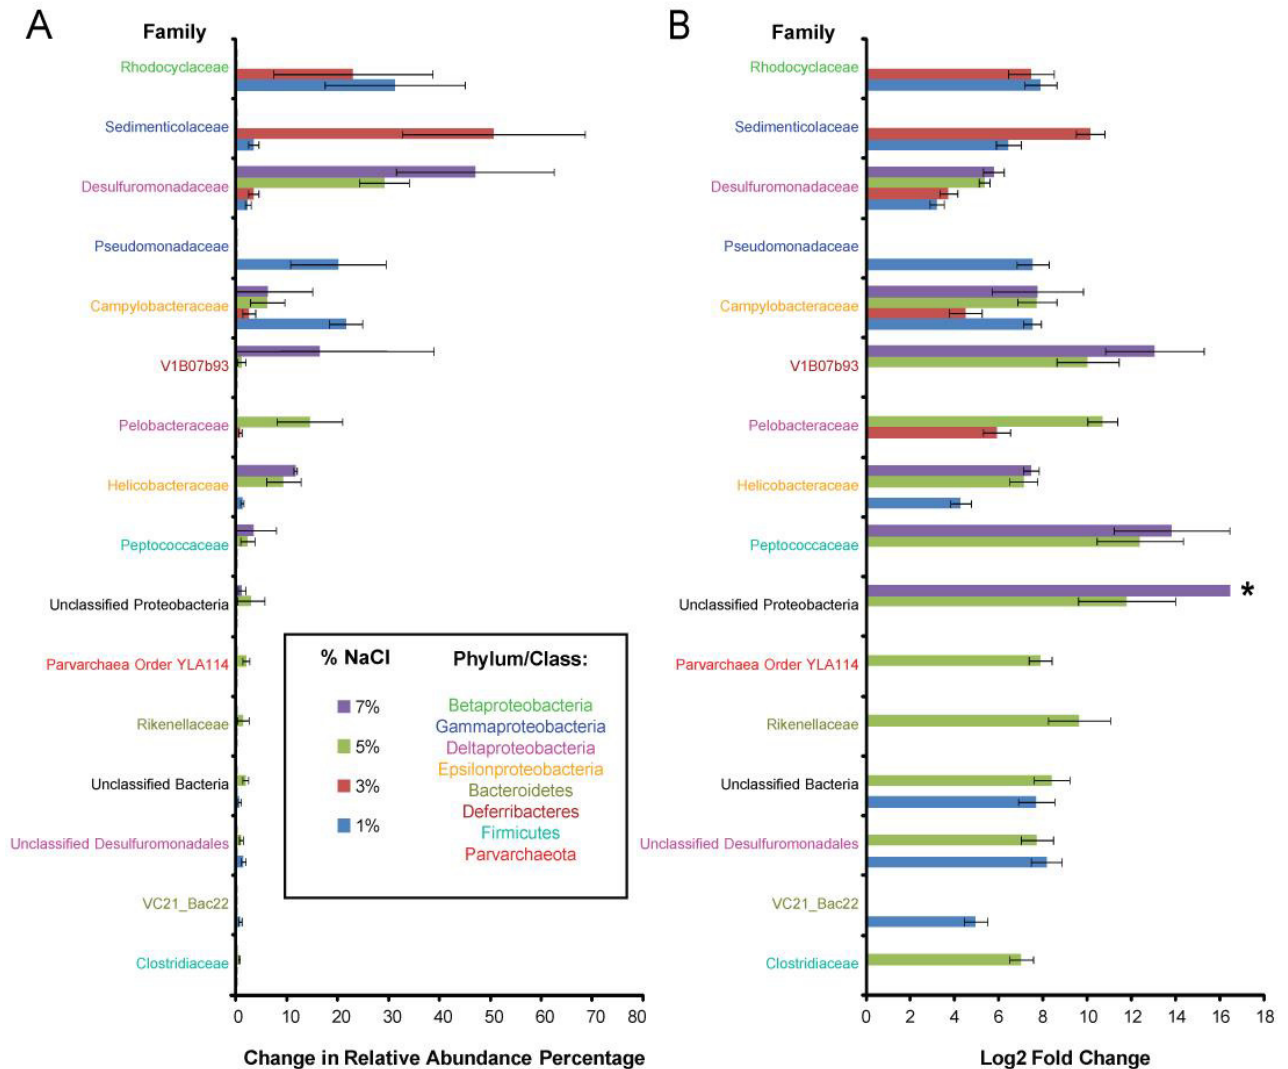 A
Family
Rhodocyclaceae
Sedimenticolaceae
Desulfuromonadaceae
Pseudomonadaceae
Campylobacteraceae
V1B07b93
Pelobacteraceae
Helicobacteraceae
Peptococcaceae
Unclassified Proteobacteria
Parvarchaea Order YLA114
Rikenellaceae
Unclassified Bacteria
Unclassified Desulfuromonadales
VC21_Bac22
Clostridiaceae
0 10 20 30 40 50 60 70 80
Change in Relative Abundance Percentage
% NaCl
7%
5%
3%
1%
Phylum/Class:
Betaproteobacteria
Gammaproteobacteria
Deltaproteobacteria
Epsilonproteobacteria
Bacteroidetes
Deferribacteres
Firmicutes
Parvarchaeota
B
Family
Rhodocyclaceae
Sedimenticolaceae
Desulfuromonadaceae
Pseudomonadaceae
Campylobacteraceae
V1B07b93
Pelobacteraceae
Helicobacteraceae
Peptococcaceae
Unclassified Proteobacteria
*
Parvarchaea Order YLA114
Rikenellaceae
Unclassified Bacteria
Unclassified Desulfuromonadales
VC21_Bac22
Clostridiaceae
0 2 4 6 8 10 12 14 16 18
Log2 Fold Change